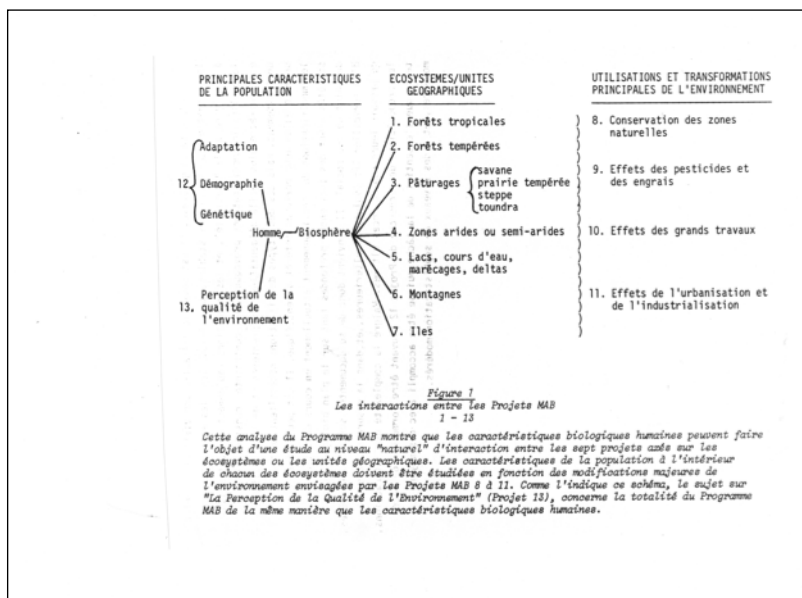 PRINCIPALES CARACTERISTIQUES
DE LA POPULATION
Adaptation
12. Démographie
Génétique
Homme
Biosphère
Perception de la
13. qualité de
l'environnement
ECOSYSTEMES/UNITES
GEOGRAPHIQUES
1. Forêts tropicales
2. Forêts tempérées
3. Pâturages
savane
prairie tempérée
steppe
toundra
4. Zones arides ou semi-arides
5. Lacs, cours d'eau,
marécages, deltas
6. Montagnes
7. Iles
UTILISATIONS ET TRANSFORMATIONS
PRINCIPALES DE L'ENVIRONNEMENT
8. Conservation des zones
naturelles
9. Effets des pesticides et
des engrais
10. Effets des grands travaux
11. Effets de l'urbanisation et
de l'industrialisation
Figure 1
Les interactions entre les Projets MAB
1 - 13
Cette analyse du Programme MAB montre que les caractéristiques biologiques humaines peuvent faire
l'objet d'une étude au niveau "naturel" d'interaction entre les sept projets axés sur les
écosystèmes ou les unités géographiques. Les caractéristiques de la population à l'intérieur
de chacun des écosystèmes doivent être étudiées en fonction des modifications majeures de
l'environnement envisagées par les Projets MAB 8 à 11. Comme l'indique ce schéma, le sujet sur
"La Perception de la Qualité de l'Environnement" (Projet 13), concerne la totalité du Programme
MAB de la même manière que les caractéristiques biologiques humaines.